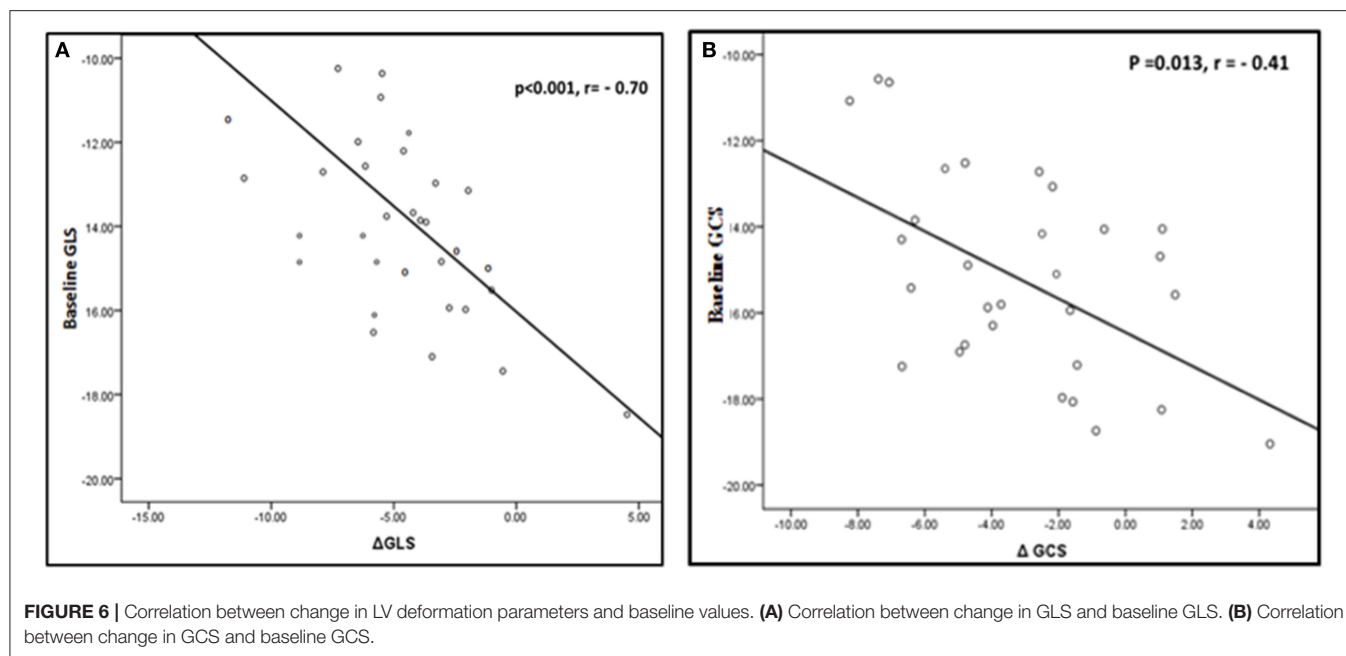 A
p<0.001, r= - 0.70
Baseline GLS
-10.00
-12.00
-14.00
-16.00
-18.00
-20.00
-15.00 -10.00 -5.00 0.00 5.00
ΔGLS
B
P =0.013, r = - 0.41
Baseline GCS
-10.00
-12.00
14.00
16.00
-18.00
-20.00
-10.00 -8.00 -6.00 -4.00 -2.00 0.00 2.00 4.00
Δ GCS
FIGURE 6 | Correlation between change in LV deformation parameters and baseline values. (A) Correlation between change in GLS and baseline GLS. (B) Correlation
between change in GCS and baseline GCS.